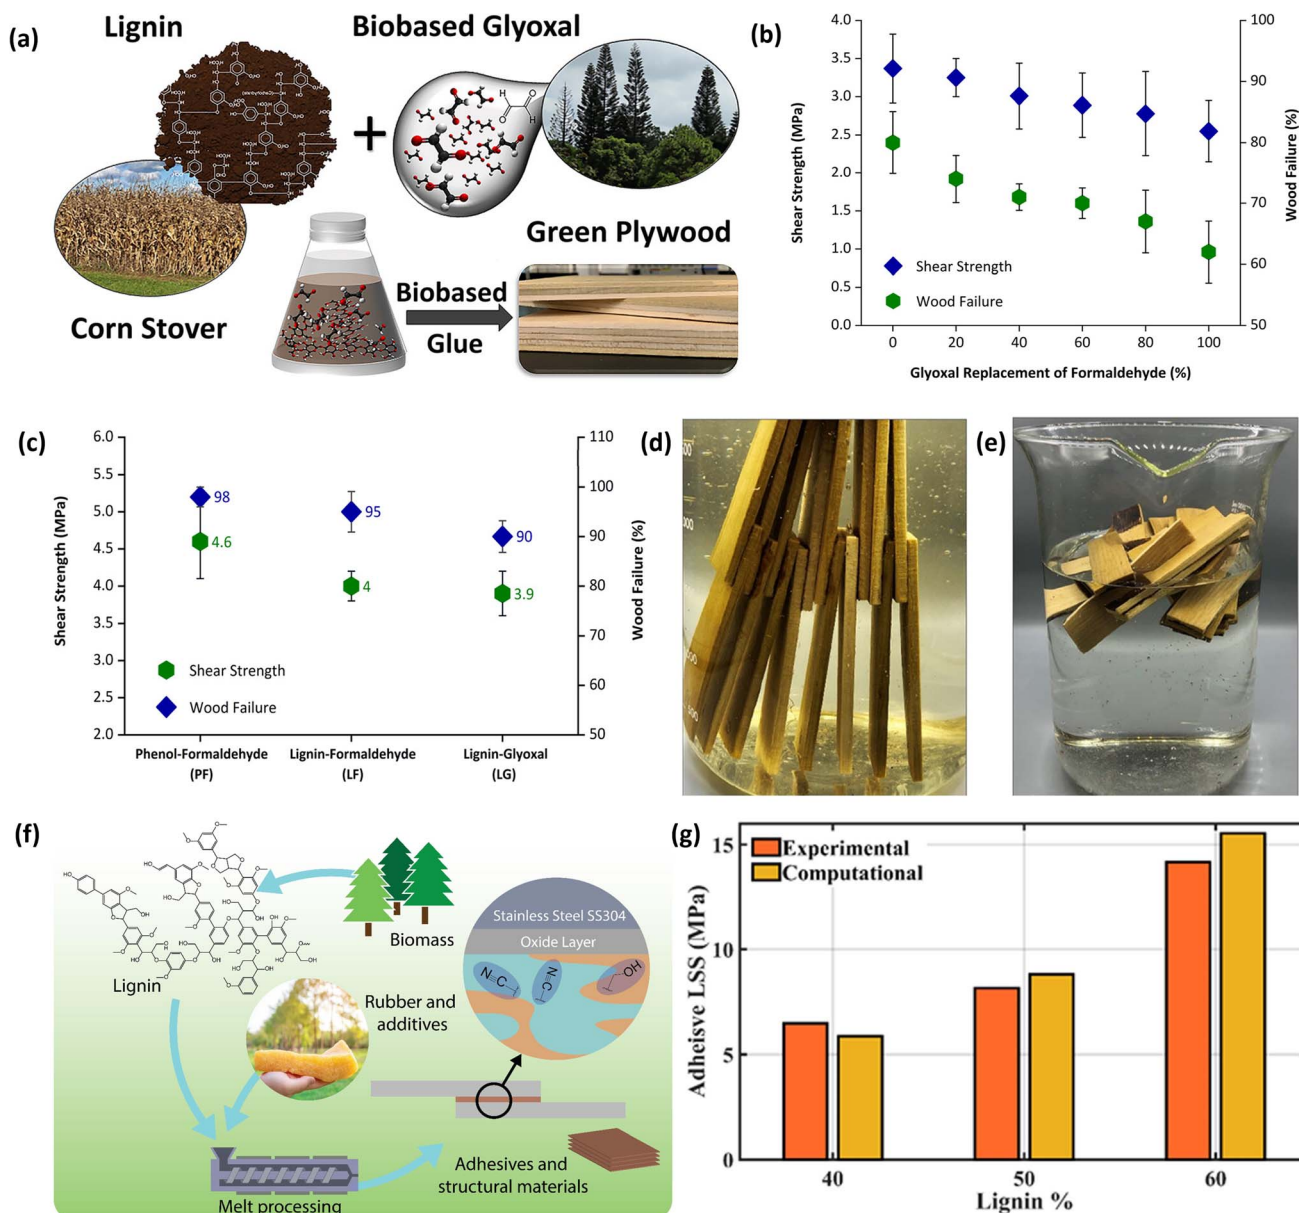 (a)
Lignin
Biobased Glyoxal
H
O
O
H
+
Corn Stover
Biobased
Glue
Green Plywood
(b)
Shear Strength (MPa)
4.0
3.5
3.0
2.5
2.0
1.5
1.0
0.5
0.0
Shear Strength
Wood Failure
0 20 40 60 80 100
Glyoxal Replacement of Formaldehyde (%)
100
90
80
70
60
50
Wood Failure (%)
(c)
Shear Strength (MPa)
6.0
5.5
5.0
4.5
4.0
3.5
3.0
2.5
2.0
98
4.6
95
4
90
3.9
Shear Strength
Wood Failure
Phenol-Formaldehyde Lignin-Formaldehyde Lignin-Glyoxal
(PF) (LF) (LG)
110
100
90
80
70
60
50
Wood Failure (%)
(d)
(e)
(f)
Lignin
Biomass
Rubber and
additives
Stainless Steel SS304
Oxide Layer
N≡C
N≡C
HO
Adhesives and
structural materials
Melt processing
(g)
Adheisve LSS (MPa)
15
10
5
0
Experimental
Computational
40 50 60
Lignin %